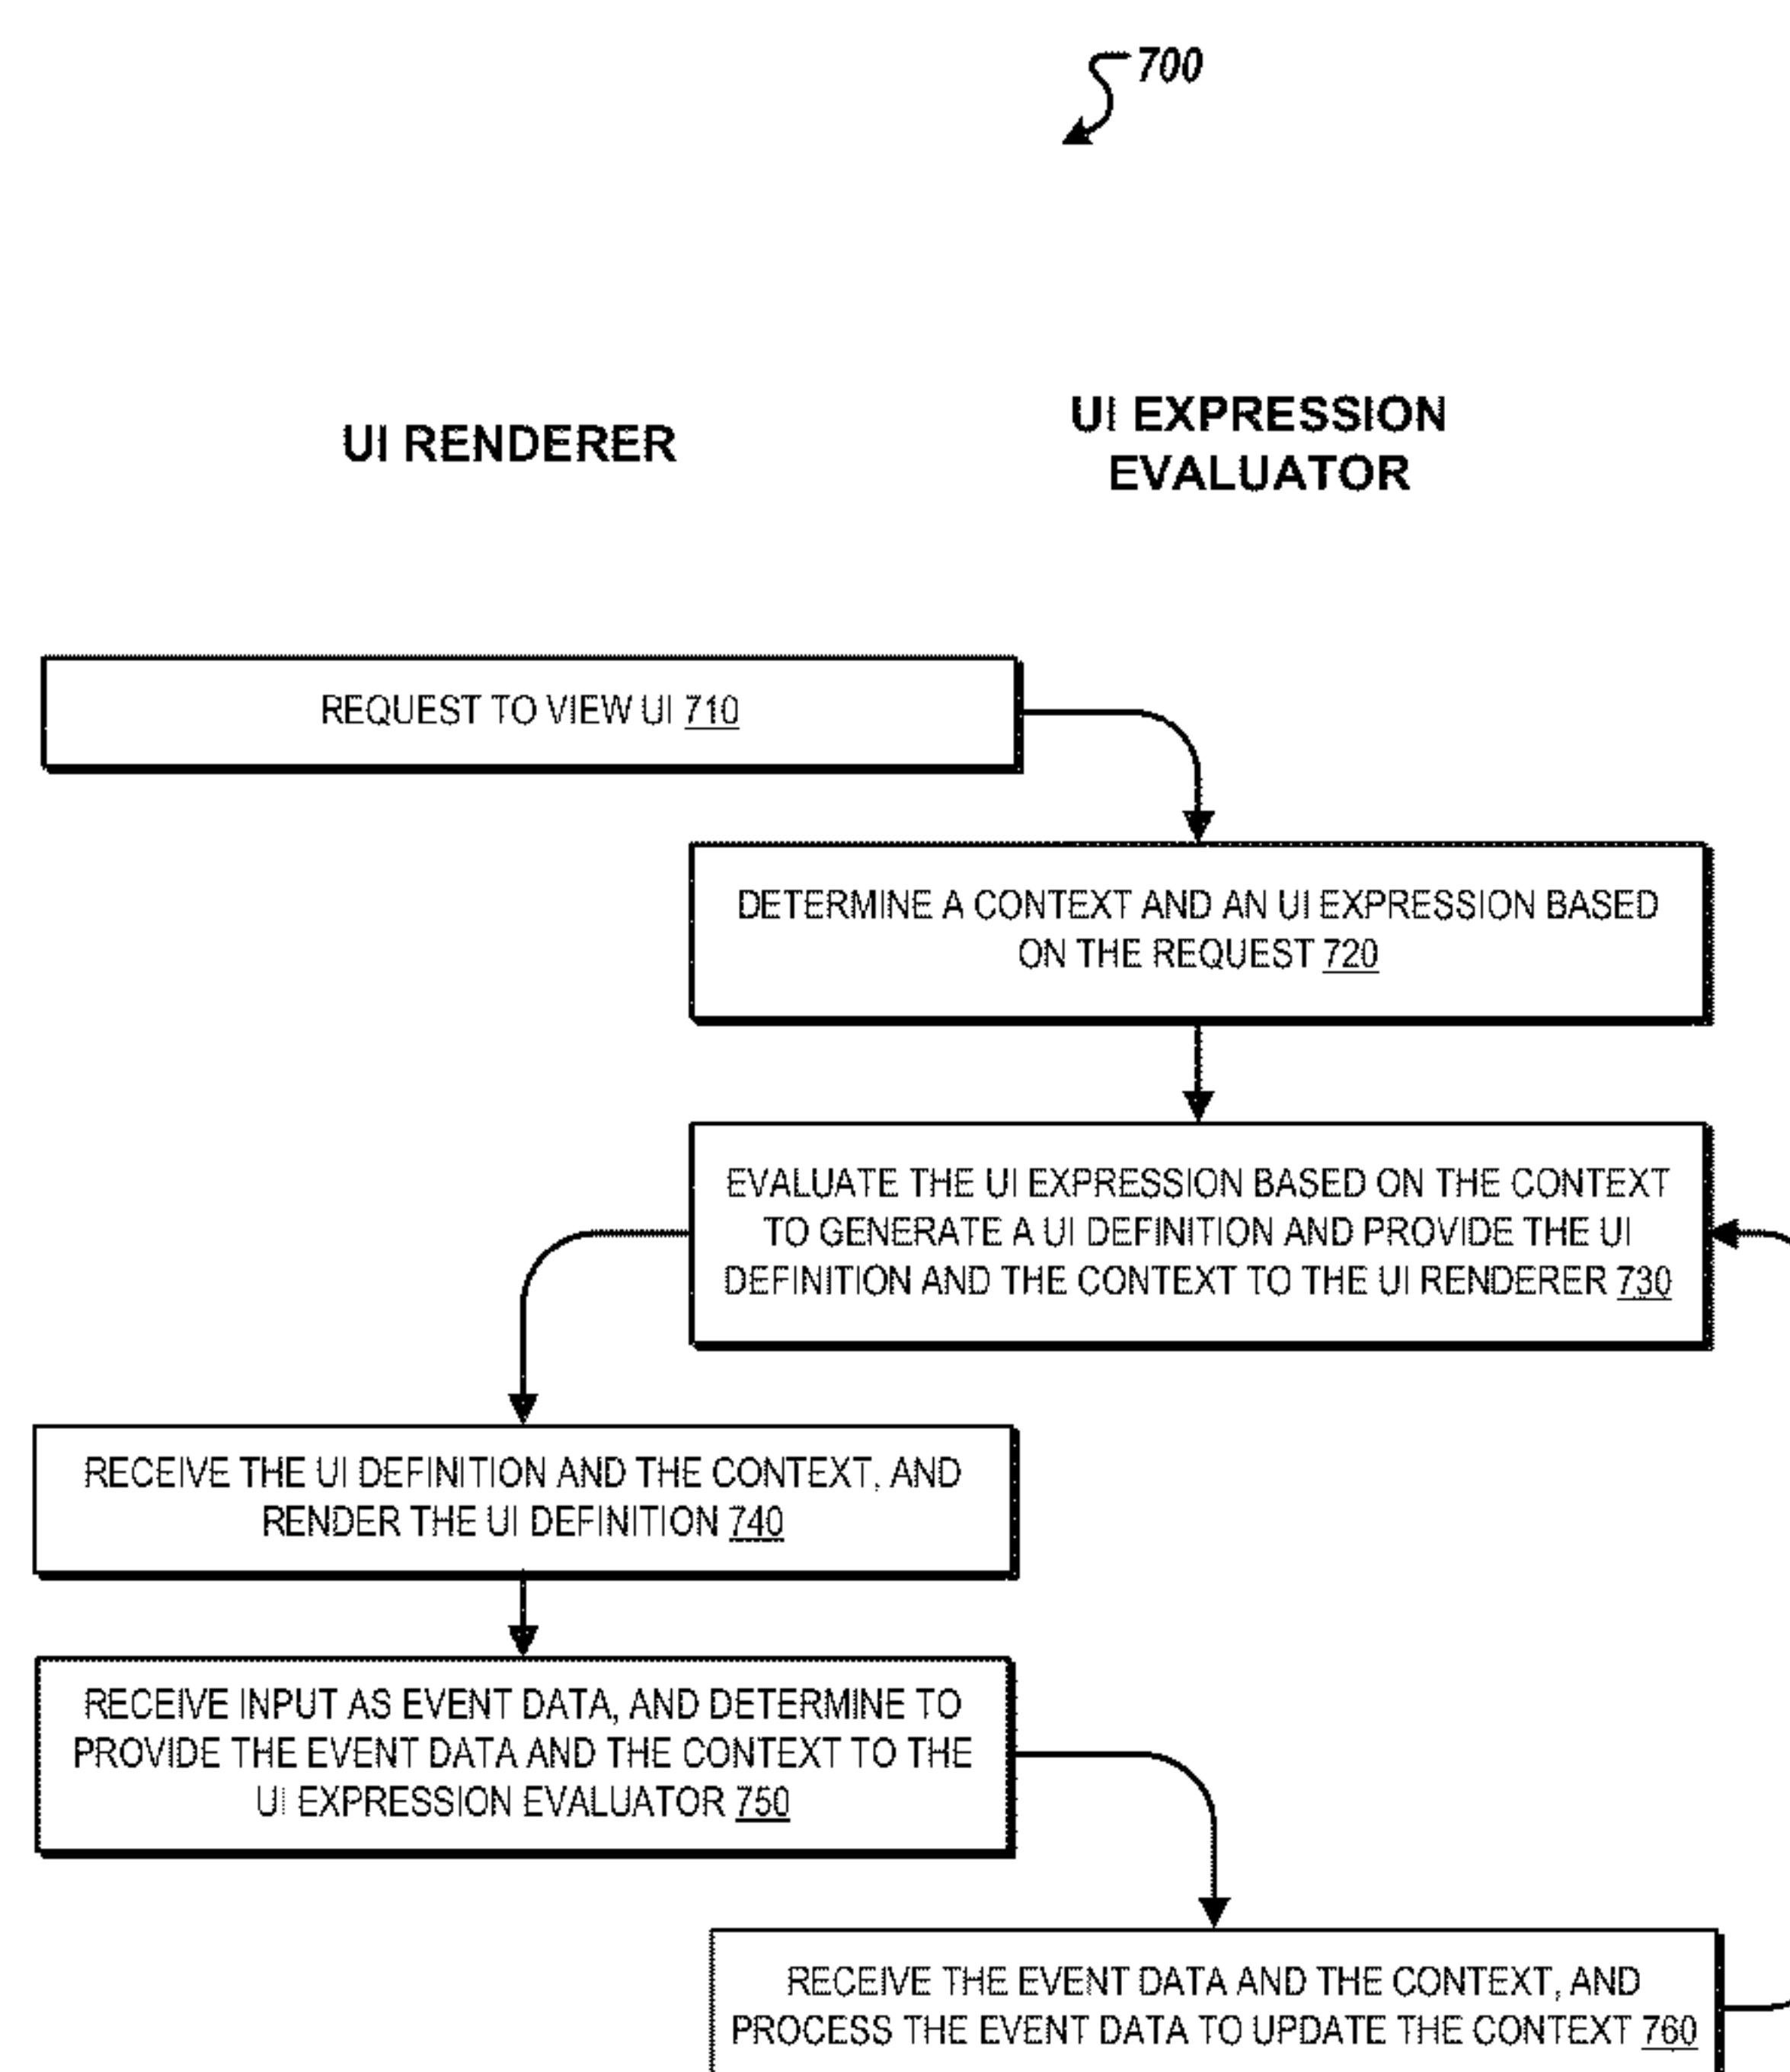 700
UI RENDERER
UI EXPRESSION
EVALUATOR
REQUEST TO VIEW UI 710
DETERMINE A CONTEXT AND AN UI EXPRESSION BASED
ON THE REQUEST 720
EVALUATE THE UI EXPRESSION BASED ON THE CONTEXT
TO GENERATE A UI DEFINITION AND PROVIDE THE UI
DEFINITION AND THE CONTEXT TO THE UI RENDERER 730
RECEIVE THE UI DEFINITION AND THE CONTEXT, AND
RENDER THE UI DEFINITION 740
RECEIVE INPUT AS EVENT DATA, AND DETERMINE TO
PROVIDE THE EVENT DATA AND THE CONTEXT TO THE
UI EXPRESSION EVALUATOR 750
RECEIVE THE EVENT DATA AND THE CONTEXT, AND
PROCESS THE EVENT DATA TO UPDATE THE CONTEXT 760